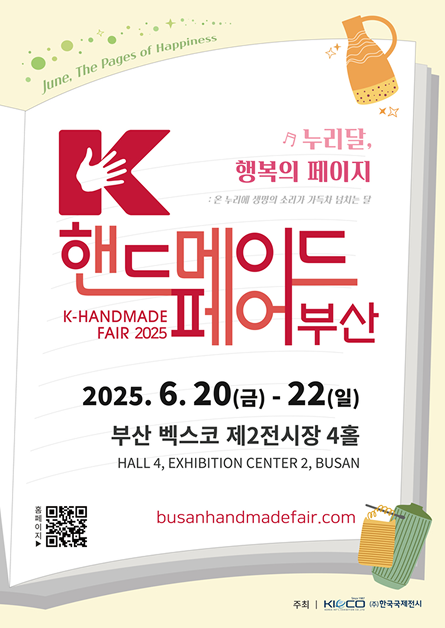 June, The Pages of Happiness
누리달,
행복의 페이지
: 온 누리에 생명의 소리가 가득차 넘치는 달
K
핸드메이드
페어부산
K-HANDMADE
FAIR 2025
2025. 6. 20(금) - 22(일)
부산 벡스코 제2전시장 4홀
HALL 4, EXHIBITION CENTER 2, BUSAN
홈페이지▶
busanhandmadefair.com
주최 | KIECO (주)한국국제전시